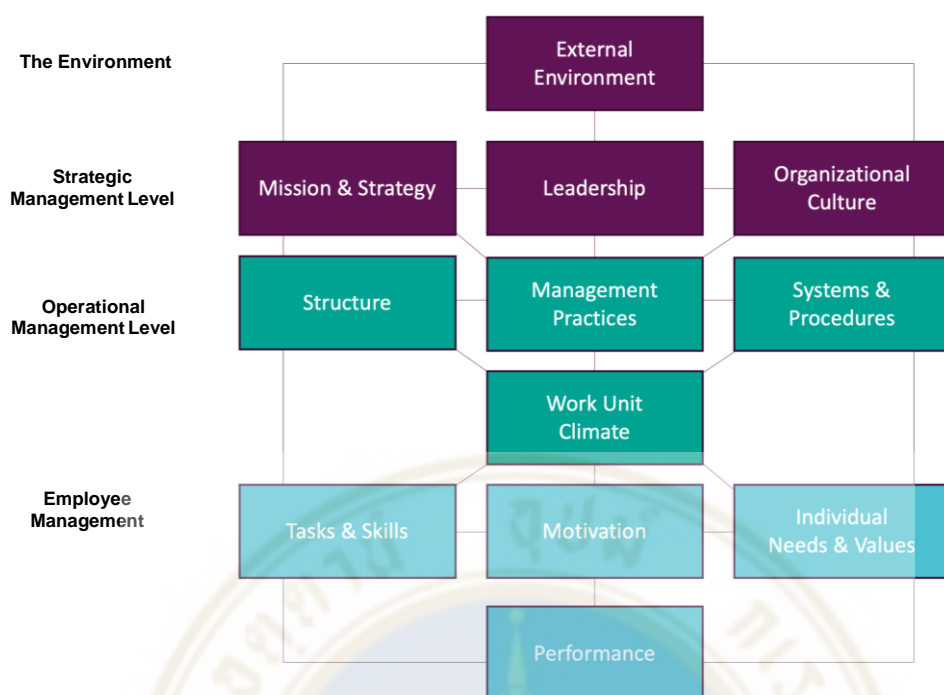 The Environment
External
Environment
Strategic
Management Level
Mission & Strategy
Leadership
Organizational
Culture
Operational
Management Level
Structure
Management
Practices
Systems &
Procedures
Work Unit
Climate
Employee
Management
Tasks & Skills
Motivation
Individual
Needs & Values
Performance